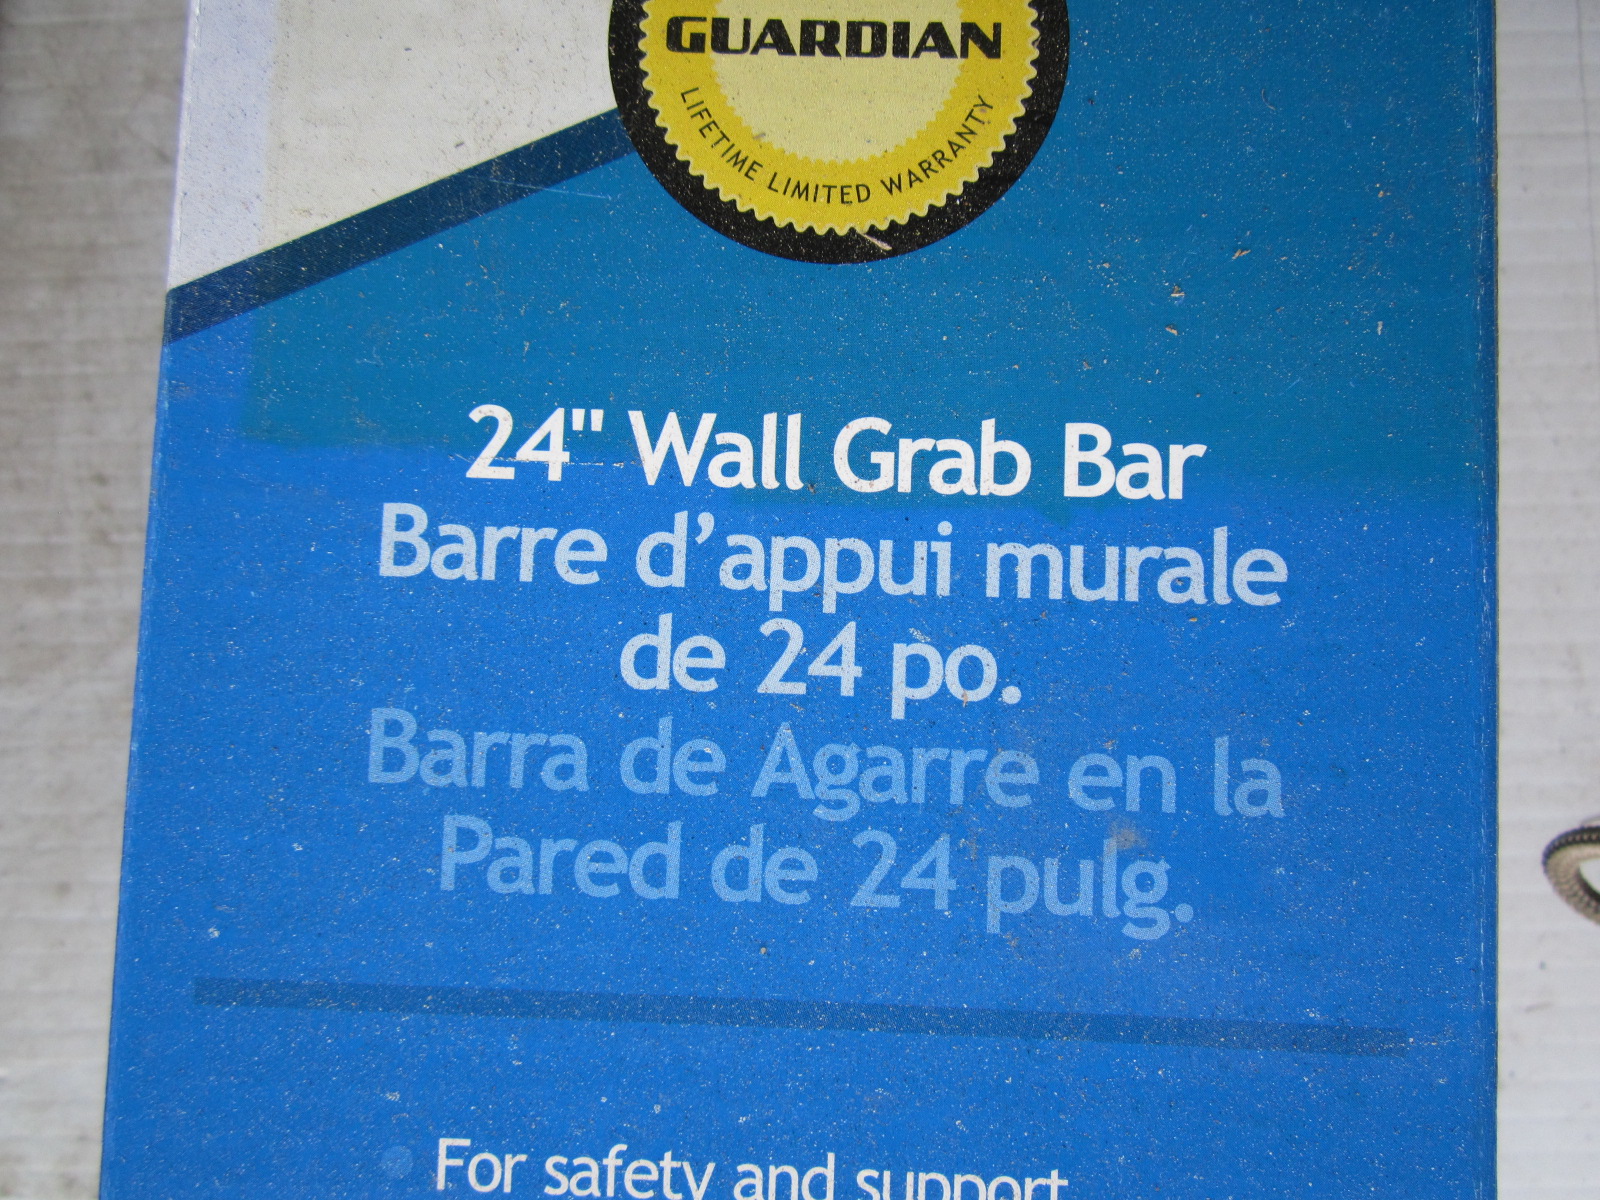 GUARDIAN
LIFETIME LIMITED WARRANTY
24" Wall Grab Bar
Barre d'appui murale
de 24 po.
Barra de Agarre en la
Pared de 24 pulg.
For safety and support